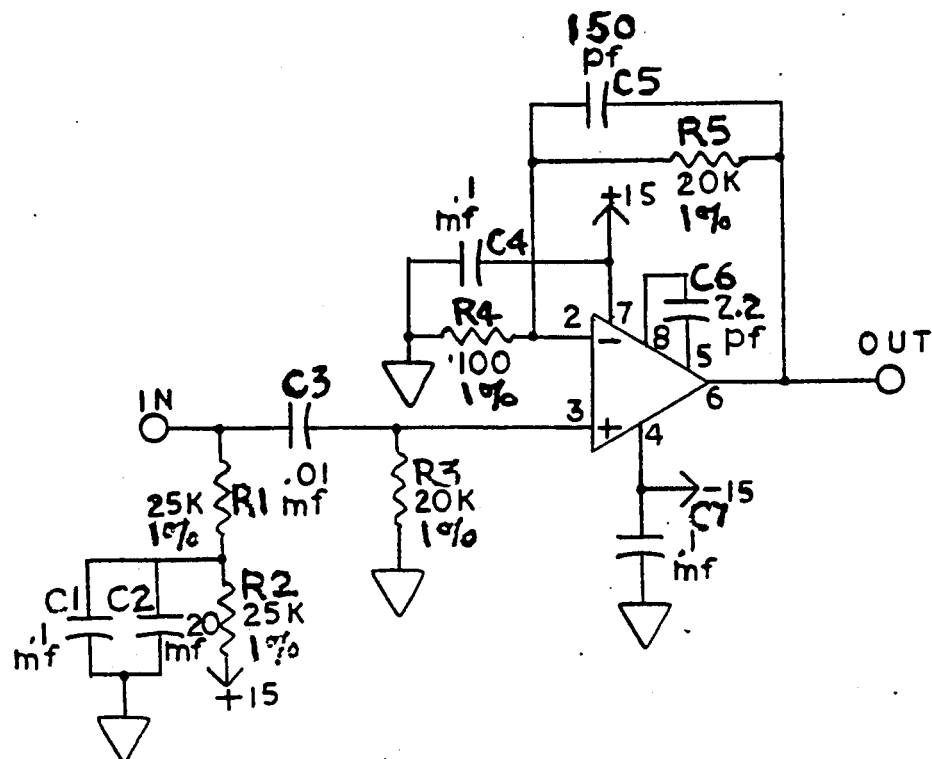 150
pf
C5
R5
20K
1%
+15
.1
mf
C4
C6
2.2
pf
R4
.100
1%
2
7
8
5
OUT
6
3
4
-15
C7
.1
mf
IN
C3
.01
mf
25K
1%
R1
R3
20K
1%
C1
.1
mf
C2
20
mf
R2
25K
1%
+15